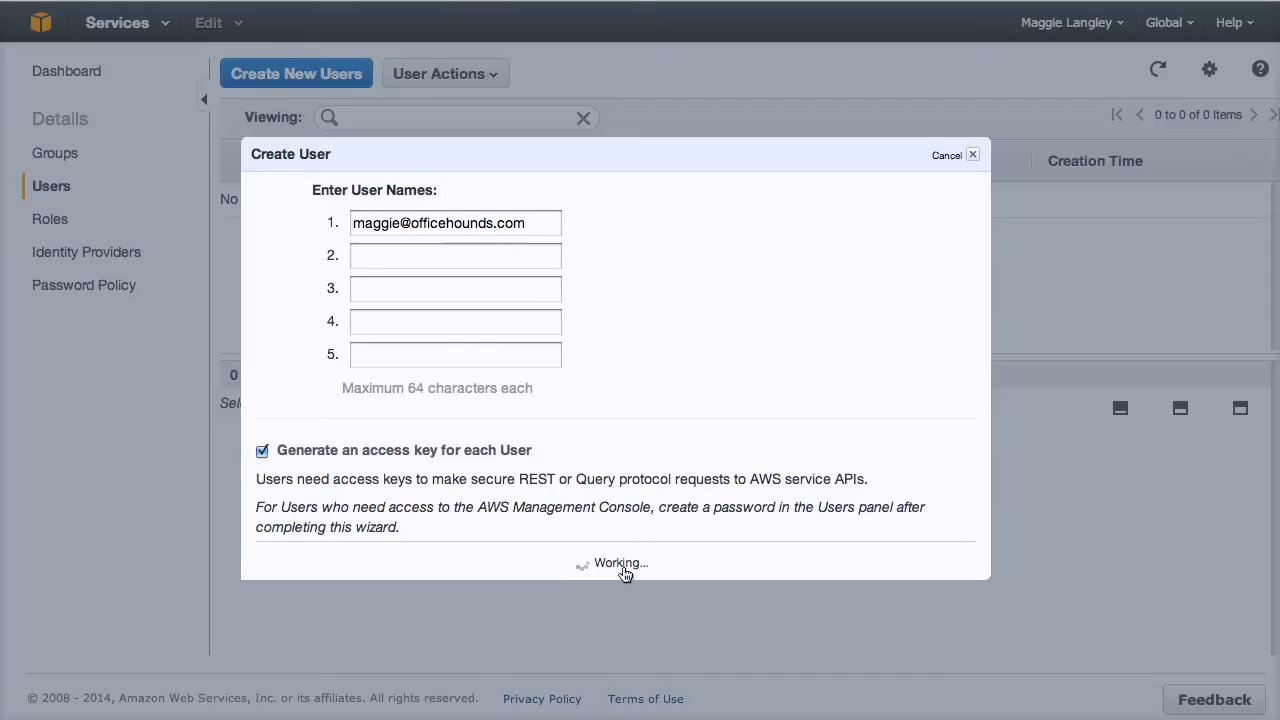 Services Edit Maggie Langley Global Help
Dashboard
Create New Users User Actions
Details
Viewing: 0 to 0 of 0 Items
Groups
Create User Cancel
Creation Time
Users
Enter User Names:
No
Roles
1. maggie@officehounds.com
Identity Providers
2.
Password Policy
3.
4.
5.
0
Maximum 64 characters each
Generate an access key for each User
Users need access keys to make secure REST or Query protocol requests to AWS service APIs.
For Users who need access to the AWS Management Console, create a password in the Users panel after
completing this wizard.
Working...
© 2008 - 2014, Amazon Web Services, Inc. or its affiliates. All rights reserved. Privacy Policy Terms of Use Feedback